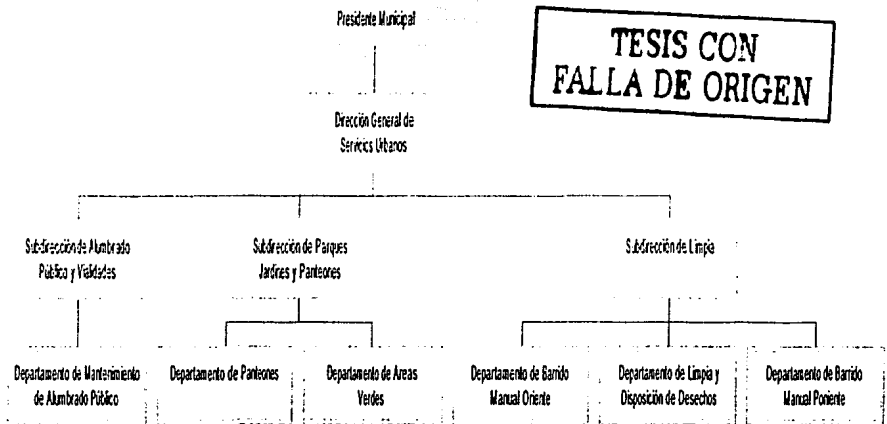 Presidente Municipal
TESIS CON
FALLA DE ORIGEN
Dirección General de
Servicios Urbanos
Subdirección de Alumbrado
Público y Vialidades
Subdirección de Parques
Jardines y Panteones
Subdirección de Limpia
Departamento de Mantenimiento
de Alumbrado Público
Departamento de Panteones
Departamento de Areas
Verdes
Departamento de Barrido
Manual Oriente
Departamento de Limpia y
Disposición de Desechos
Departamento de Barrido
Manual Poniente